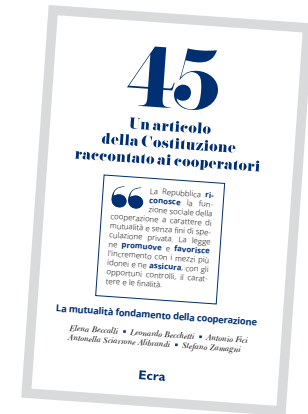 45
Un articolo
della Costituzione
raccontato ai cooperatori
“ La Repubblica ri-
conosce la fun-
zione sociale della
cooperazione a carattere di
mutualità e senza fini di spe-
culazione privata. La legge
ne promuove e favorisce
l'incremento con i mezzi più
idonei e ne assicura, con gli
opportuni controlli, il carat-
tere e le finalità.
La mutualità fondamento della cooperazione
Elena Beccalli ▪ Leonardo Becchetti ▪ Antonio Fici
Antonella Sciarrone Alibrandi ▪ Stefano Zamagni
Ecra